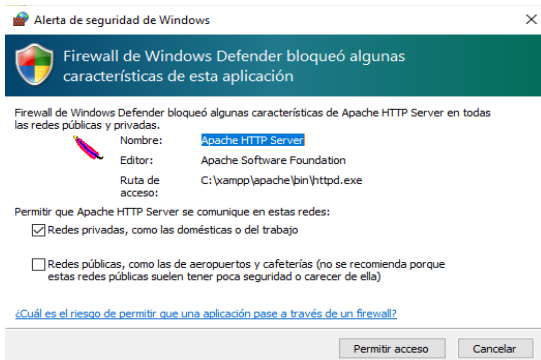 Alerta de seguridad de Windows
Firewall de Windows Defender bloqueó algunas
características de esta aplicación
Firewall de Windows Defender bloqueó algunas características de Apache HTTP Server en todas
las redes públicas y privadas.
Nombre: Apache HTTP Server
Editor: Apache Software Foundation
Ruta de C:\xampp\apache\bin\httpd.exe
acceso:
Permitir que Apache HTTP Server se comunique en estas redes:
Redes privadas, como las domésticas o del trabajo
Redes públicas, como las de aeropuertos y cafeterías (no se recomienda porque
estas redes públicas suelen tener poca seguridad o carecer de ella)
¿Cuál es el riesgo de permitir que una aplicación pase a través de un firewall?
Permitir acceso Cancelar